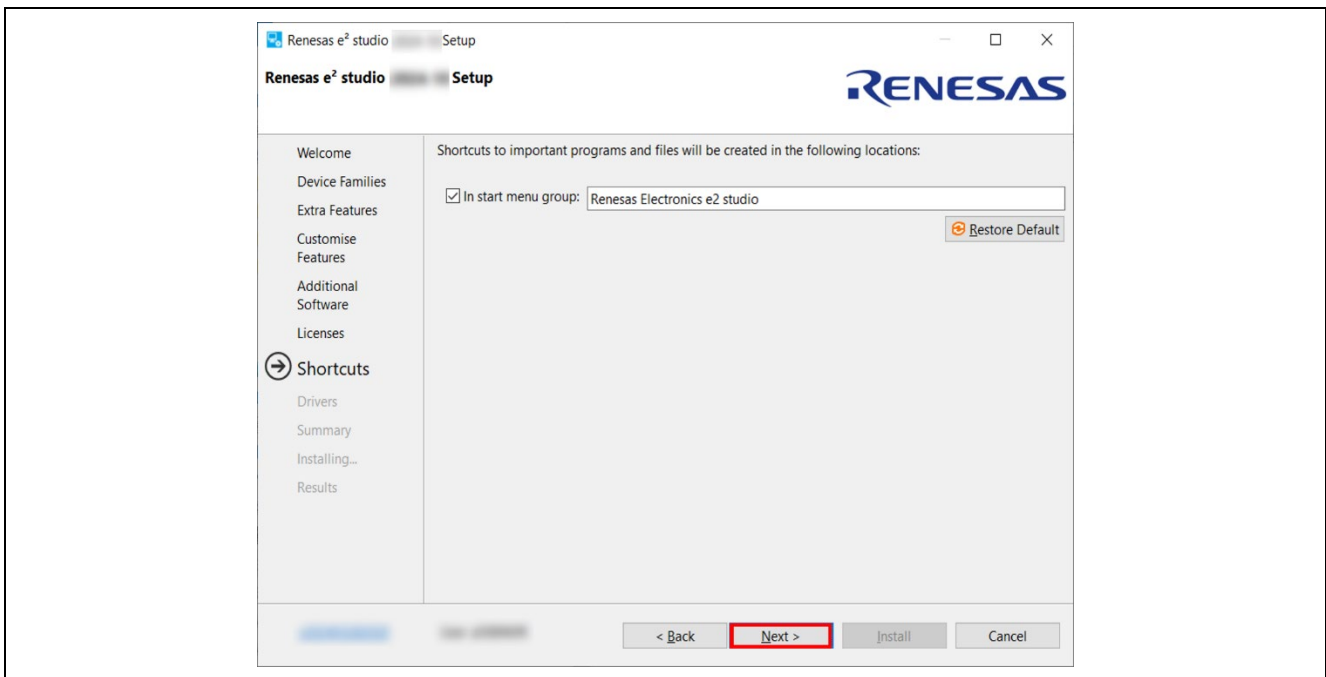 Renesas e² studio Setup
Renesas e² studio Setup
RENESAS
Welcome
Device Families
Extra Features
Customise
Features
Additional
Software
Licenses
Shortcuts
Drivers
Summary
Installing...
Results
Shortcuts to important programs and files will be created in the following locations:
In start menu group: Renesas Electronics e2 studio
Restore Default
< Back Next > Install Cancel